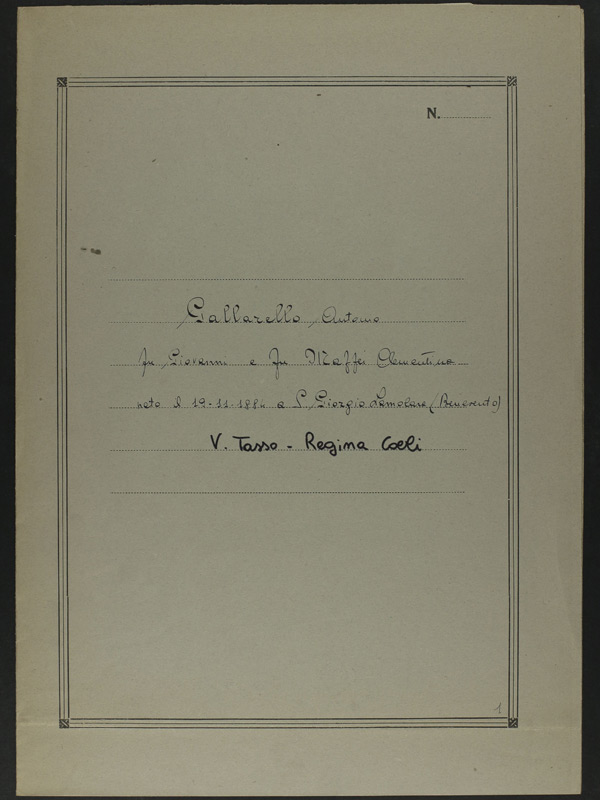 N.
Gallarello Antonio
fu Giovanni e fu Maffei Clementina
nato il 19-11-1884 a S. Giorgio Lamolara (Benevento)
V. Tasso - Regina Coeli
1